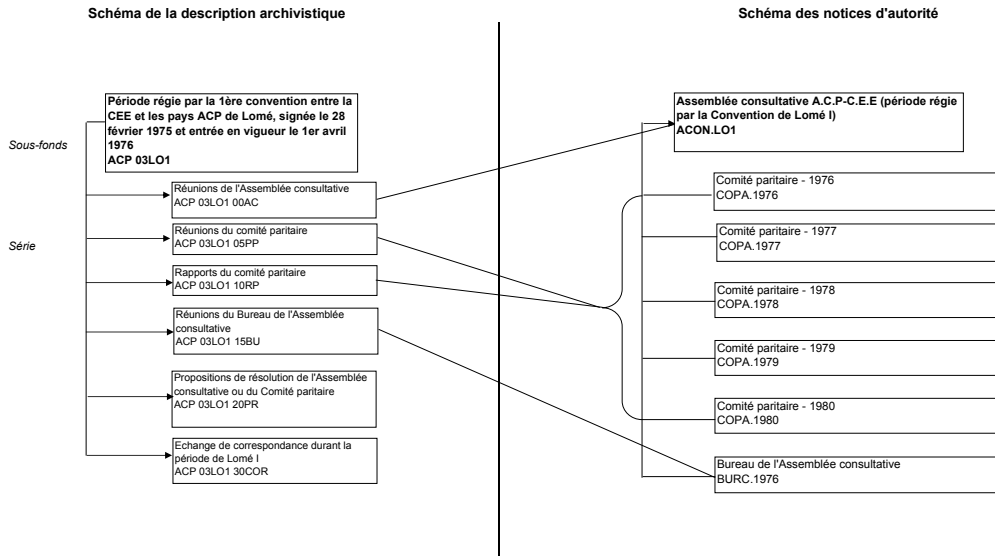 Schéma de la description archivistique
Schéma des notices d'autorité
Sous-fonds
Période régie par la 1ère convention entre la
CEE et les pays ACP de Lomé, signée le 28
février 1975 et entrée en vigueur le 1er avril
1976
ACP 03LO1
Série
Réunions de l'Assemblée consultative
ACP 03LO1 00AC
Réunions du comité paritaire
ACP 03LO1 05PP
Rapports du comité paritaire
ACP 03LO1 10RP
Réunions du Bureau de l'Assemblée
consultative
ACP 03LO1 15BU
Propositions de résolution de l'Assemblée
consultative ou du Comité paritaire
ACP 03LO1 20PR
Echange de correspondance durant la
période de Lomé I
ACP 03LO1 30COR
Assemblée consultative A.C.P-C.E.E (période régie
par la Convention de Lomé I)
ACON.LO1
Comité paritaire - 1976
COPA.1976
Comité paritaire - 1977
COPA.1977
Comité paritaire - 1978
COPA.1978
Comité paritaire - 1979
COPA.1979
Comité paritaire - 1980
COPA.1980
Bureau de l'Assemblée consultative
BURC.1976